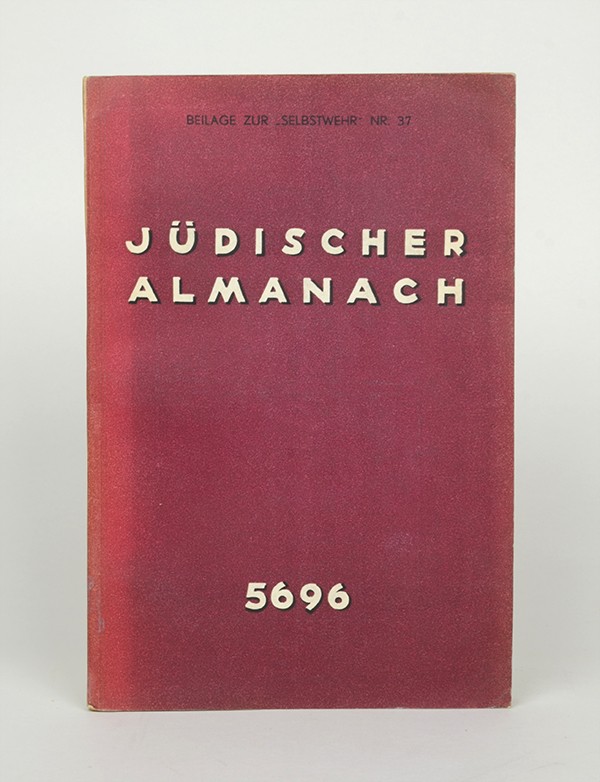 BEILAGE ZUR „SELBSTWEHR" NR. 37
JÜDISCHER
ALMANACH
5696